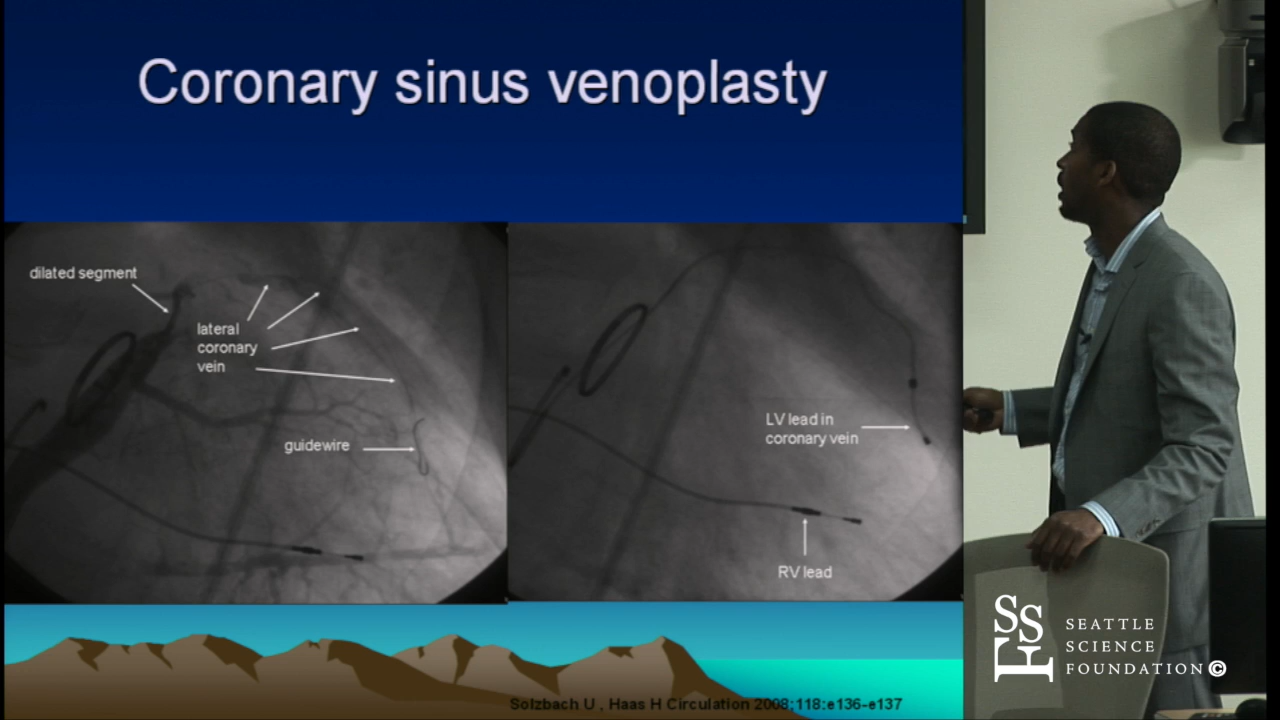 Coronary sinus venoplasty
dilated segment
lateral
coronary
vein
guidewire
LV lead in
coronary vein
RV lead
Solzbach U , Haas H Circulation 2008;118:e136-e137
SSF
SEATTLE
SCIENCE
FOUNDATION©